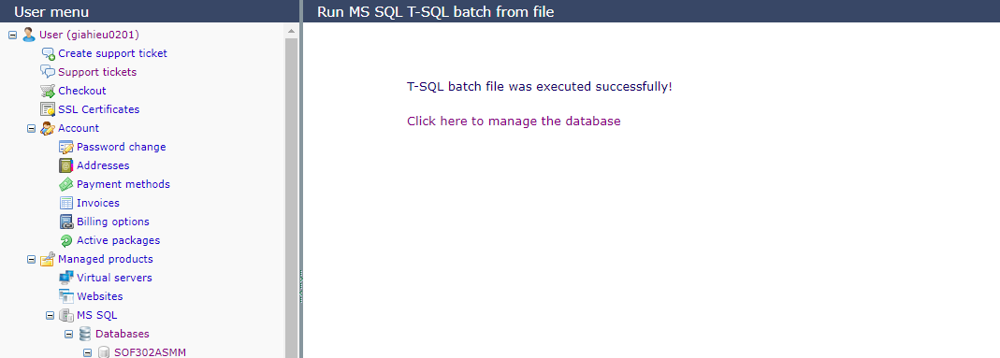 User menu
Run MS SQL T-SQL batch from file
User (giahieu0201)
Create support ticket
Support tickets
Checkout
SSL Certificates
Account
Password change
Addresses
Payment methods
Invoices
Billing options
Active packages
Managed products
Virtual servers
Websites
MS SQL
Databases
SOF302ASMM
T-SQL batch file was executed successfully!
Click here to manage the database